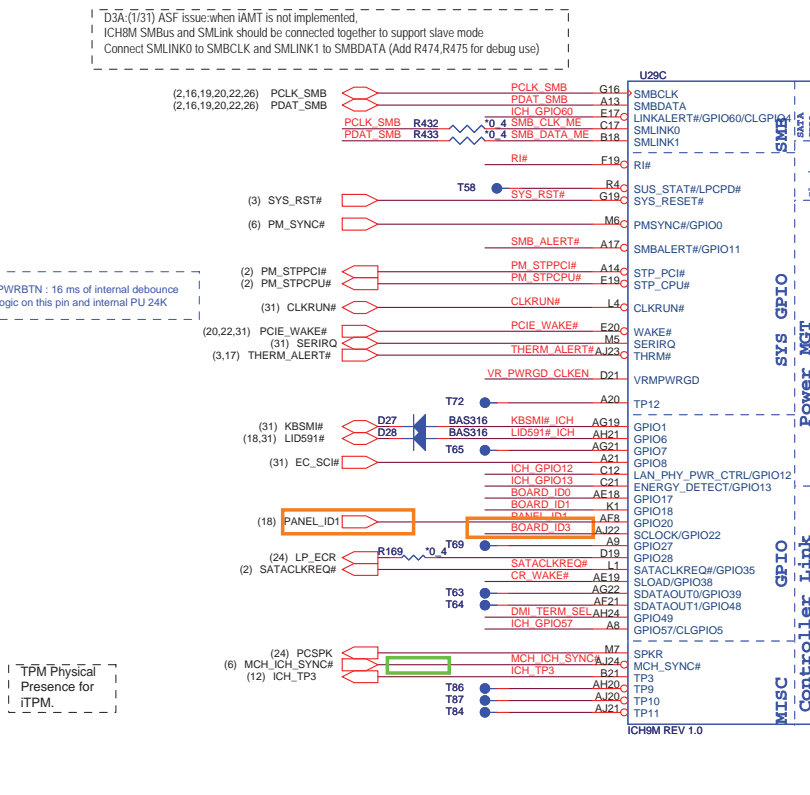 D3A:(1/31) ASF issue:when iAMT is not implemented,
ICH8M SMBus and SMLink should be connected together to support slave mode
Connect SMLINK0 to SMBCLK and SMLINK1 to SMBDATA (Add R474,R475 for debug use)
U29C
(2,16,19,20,22,26) PCLK_SMB PCLK_SMB G16 SMBCLK
(2,16,19,20,22,26) PDAT_SMB PDAT_SMB A13 SMBDATA
ICH_GPIO60 E17 LINKALERT#/GPIO60/CLGPIO4
PCLK_SMB R432 *0_4 SMB_CLK_ME C17 SMLINK0
PDAT_SMB R433 *0_4 SMB_DATA_ME B18 SMLINK1
SMB
SATA
RI# F19 RI#
T58 R4 SUS_STAT#/LPCPD#
(3) SYS_RST# SYS_RST# G19 SYS_RESET#
(6) PM_SYNC# M6 PMSYNC#/GPIO0
SMB_ALERT# A17 SMBALERT#/GPIO11
PWRBTN : 16 ms of internal debounce
ogic on this pin and internal PU 24K
(2) PM_STPPCI# PM_STPPCI# A14 STP_PCI#
(2) PM_STPCPU# PM_STPCPU# E19 STP_CPU#
(31) CLKRUN# CLKRUN# L4 CLKRUN#
(20,22,31) PCIE_WAKE# PCIE_WAKE# E20 WAKE#
(31) SERIRQ M5 SERIRQ
(3,17) THERM_ALERT# THERM_ALERT# AJ23 THRM#
VR_PWRGD_CLKEN D21 VRMPWRGD
T72 A20 TP12
SYS GPIO
Power MGT
(31) KBSMI# D27 BAS316 KBSMI#_ICH AG19 GPIO1
(18,31) LID591# D28 BAS316 LID591#_ICH AH21 GPIO6
T65 AG21 GPIO7
(31) EC_SCI# A21 GPIO8
ICH_GPIO12 C12 LAN_PHY_PWR_CTRL/GPIO12
ICH_GPIO13 C21 ENERGY_DETECT/GPIO13
BOARD_ID0 AE18 GPIO17
BOARD_ID1 K1 GPIO18
(18) PANEL_ID1 PANEL_ID1 AF8 GPIO20
BOARD_ID3 AJ22 SCLOCK/GPIO22
T69 A9 GPIO27
(24) LP_ECR R169 *0_4 D19 GPIO28
(2) SATACLKREQ# SATACLKREQ# L1 SATACLKREQ#/GPIO35
CR_WAKE# AE19 SLOAD/GPIO38
T63 AG22 SDATAOUT0/GPIO39
T64 AF21 SDATAOUT1/GPIO48
DMI_TERM_SEL AH24 GPIO49
ICH_GPIO57 A8 GPIO57/CLGPIO5
GPIO
Controller Link
(24) PCSPK M7 SPKR
(6) MCH_ICH_SYNC# MCH_ICH_SYNC# AJ24 MCH_SYNC#
(12) ICH_TP3 ICH_TP3 B21 TP3
T86 AH20 TP9
T87 AJ20 TP10
T84 AJ21 TP11
MISC
TPM Physical
Presence for
iTPM.
ICH9M REV 1.0